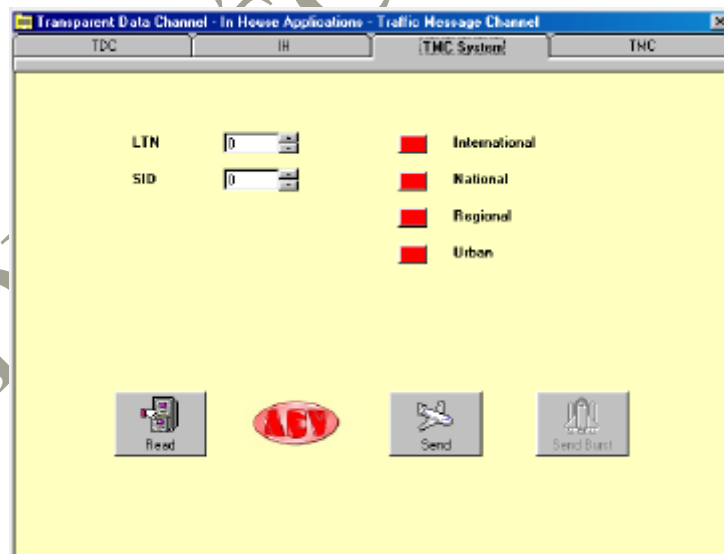 Transparent Data Channel - In House Applications - Traffic Message Channel
TDC IH TMC System TMC
LTN 0 International
SID 0 National
Regional
Urban
Read AEV Send Send Burst